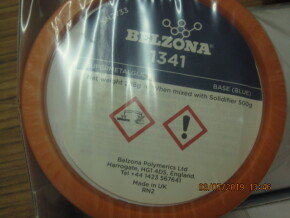 BELZONA®
1341
BASE (BLUE)
weight when mixed with Solidifier 500g
Belzona Polymerics Ltd
Harrogate, HG1 4DS, England.
Tel +44 1423 567641
Made in UK